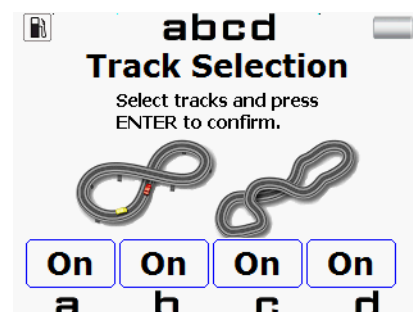 abcd
Track Selection
Select tracks and press
ENTER to confirm.
On On On On
a b c d